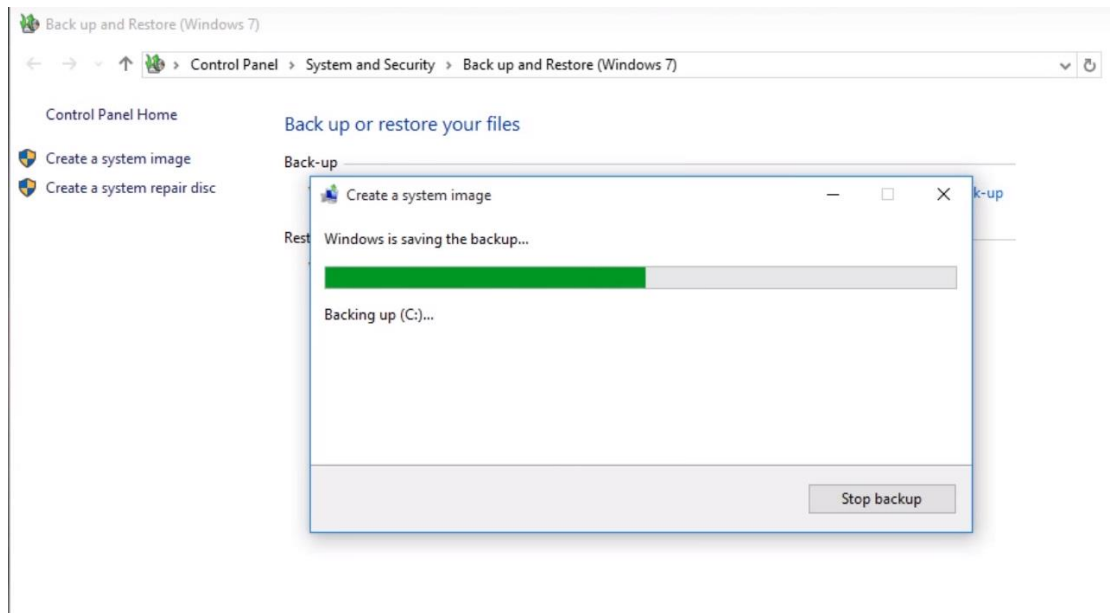 Back up and Restore (Windows 7)
Control Panel > System and Security > Back up and Restore (Windows 7)
Control Panel Home
Create a system image
Create a system repair disc
Back up or restore your files
Back-up
k-up
Rest
Create a system image
Windows is saving the backup...
Backing up (C:)...
Stop backup